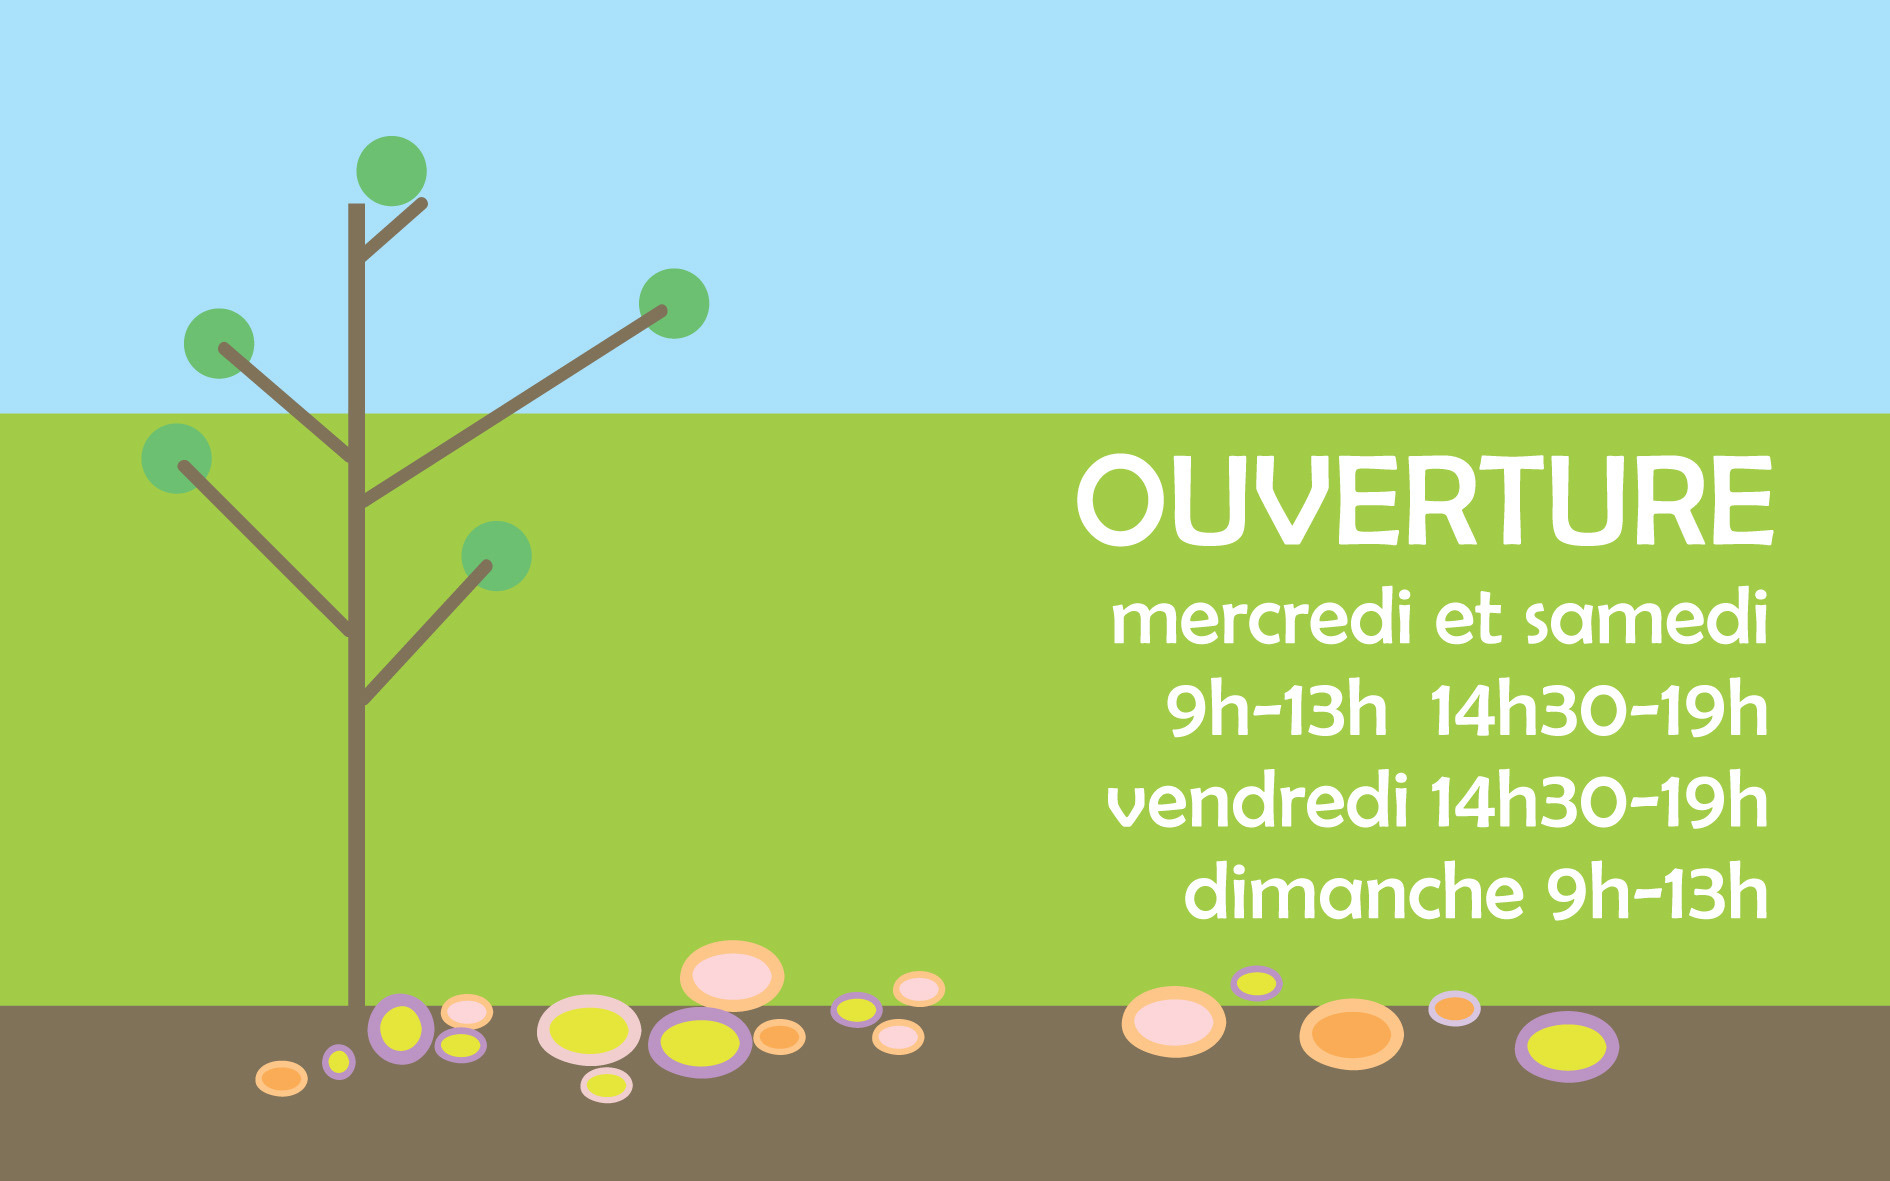 OUVERTURE
mercredi et samedi
9h-13h  14h30-19h
vendredi 14h30-19h
dimanche 9h-13h